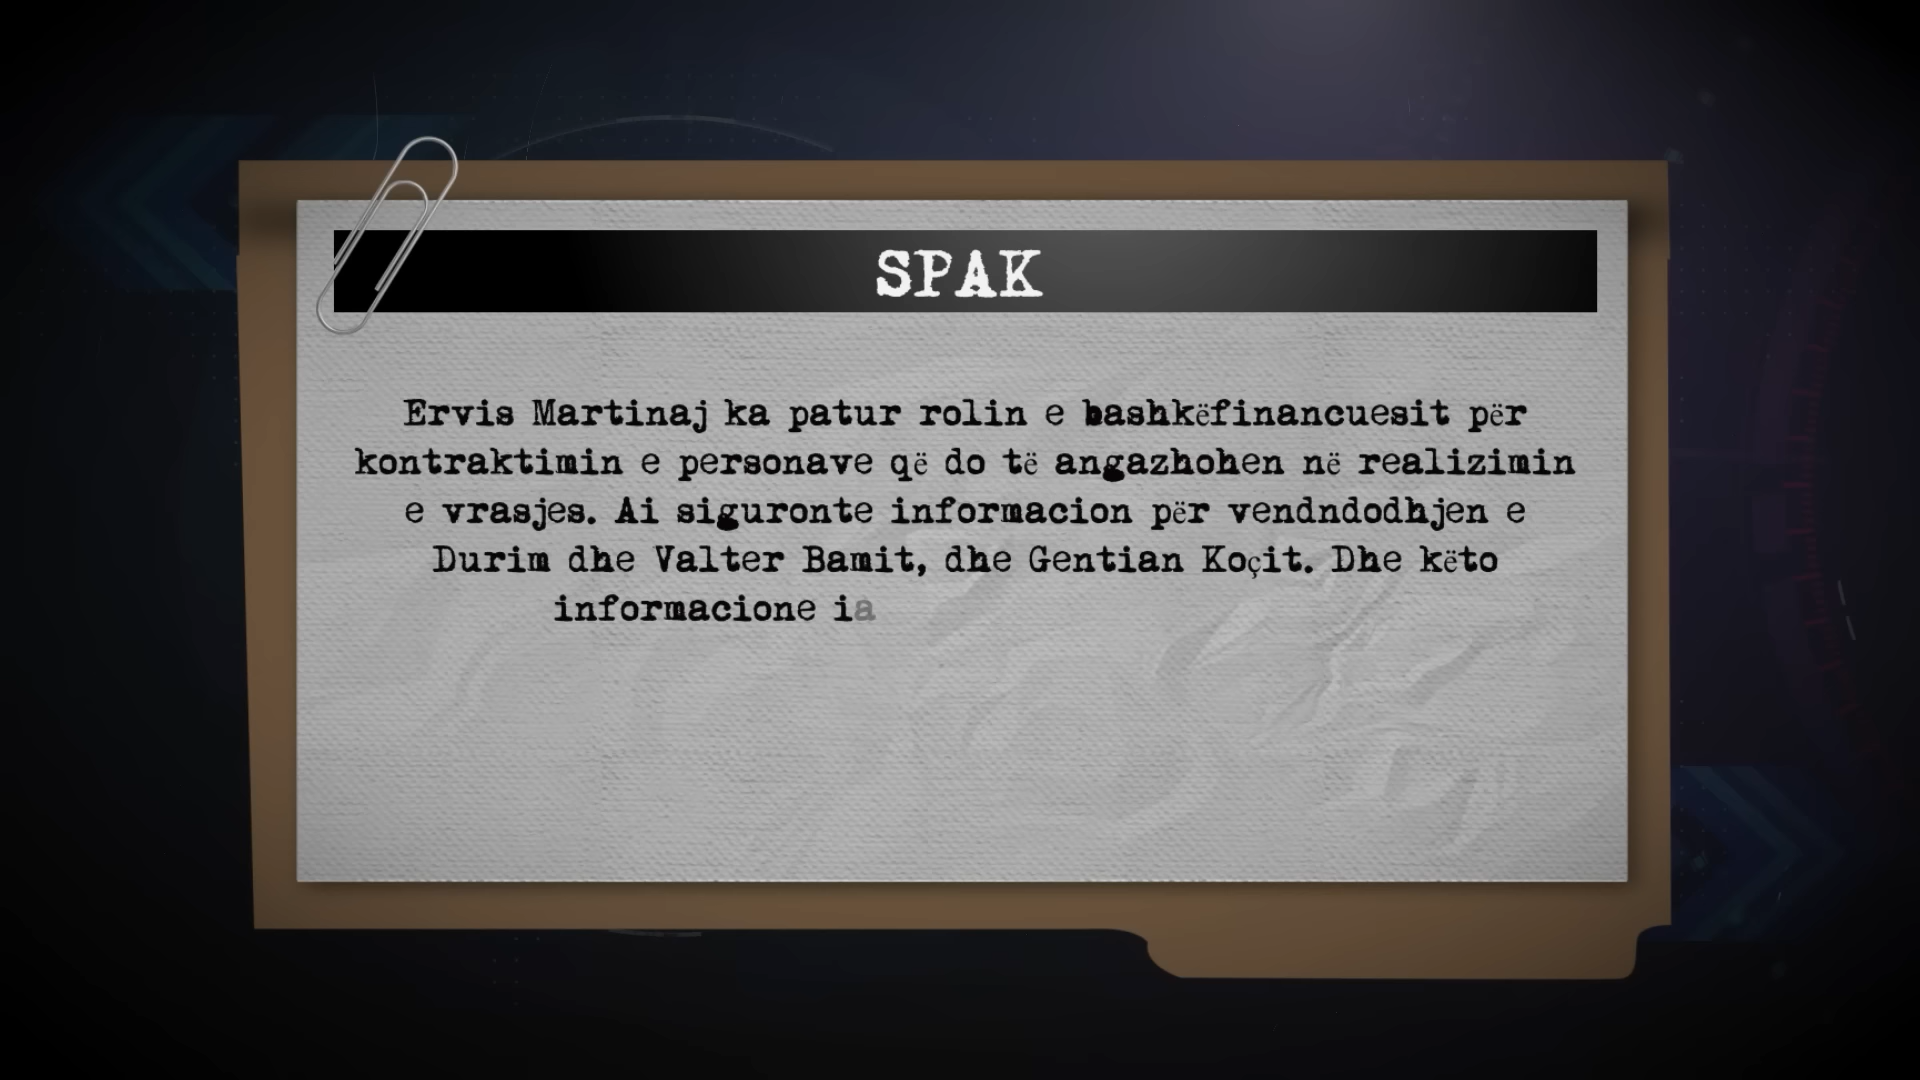 SPAK
Ervis Martinaj ka patur rolin e bashkëfinancuesit për
kontraktimin e personave që do të angazhohen në realizimin
e vrasjes. Ai siguronte informacion për vendndodhjen e
Durim dhe Valter Bamit, dhe Gentian Koçit. Dhe këto
informacione ia